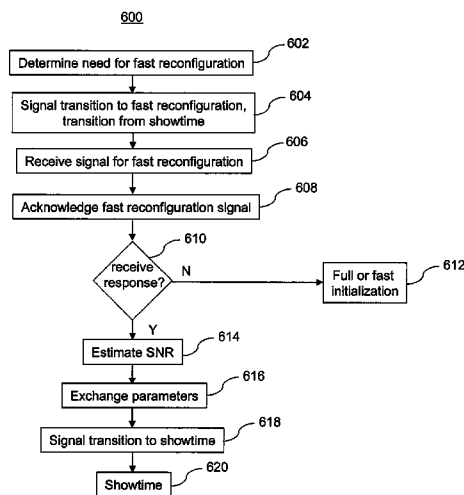 600
Determine need for fast reconfiguration
602
Signal transition to fast reconfiguration,
transition from showtime
604
Receive signal for fast reconfiguration
606
Acknowledge fast reconfiguration signal
608
receive
response?
610
N
Full or fast
initialization
612
Y
Estimate SNR
614
Exchange parameters
616
Signal transition to showtime
618
Showtime
620